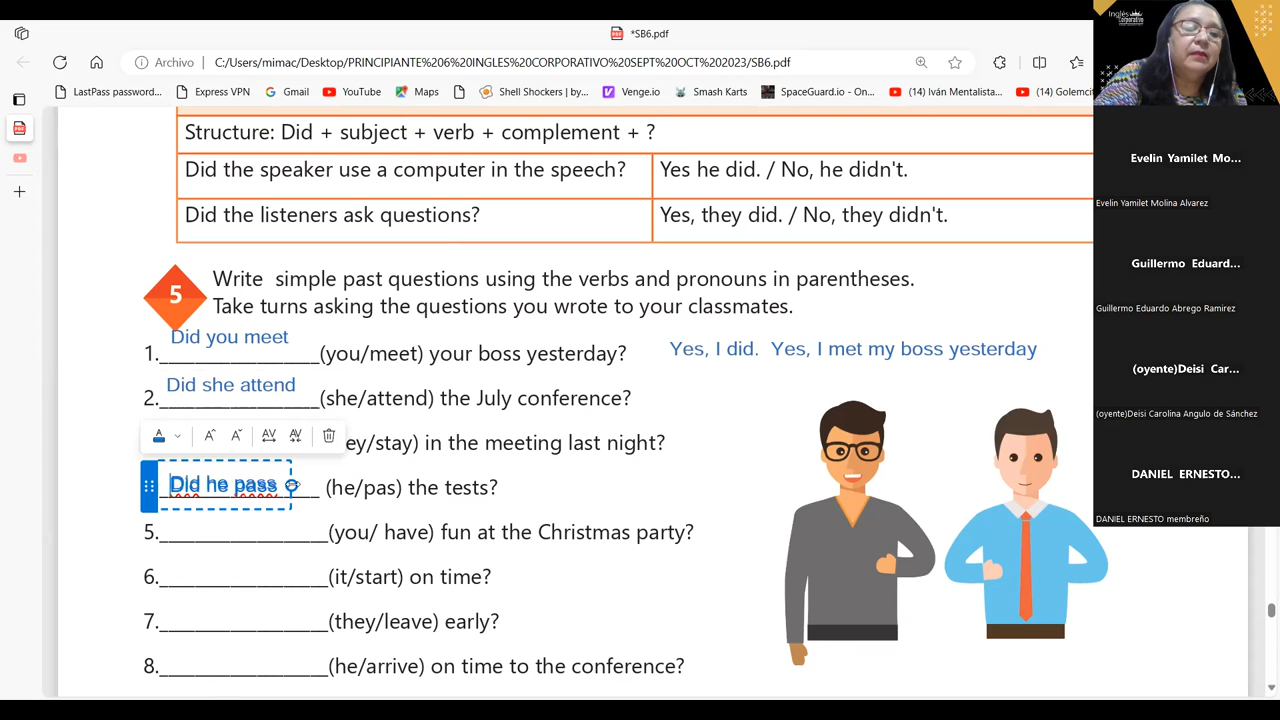 *SB6.pdf
Archivo
C:/Users/mimac/Desktop/PRINCIPIANTE%206%20INGLES%20CORPORATIVO%20SEPT%20OCT%202023/SB6.pdf
LastPass password...
Express VPN
Gmail
YouTube
Maps
Shell Shockers | by...
Venge.io
Smash Karts
SpaceGuard.io - On...
(14) Iván Mentalista...
(14) Golemcit
Structure: Did + subject + verb + complement + ?
Did the speaker use a computer in the speech?
Yes he did. / No, he didn't.
Did the listeners ask questions?
Yes, they did. / No, they didn't.
5
Write simple past questions using the verbs and pronouns in parentheses.
Take turns asking the questions you wrote to your classmates.
Did you meet
1.________________(you/meet) your boss yesterday?
Yes, I did. Yes, I met my boss yesterday
Did she attend
2.________________(she/attend) the July conference?
ey/stay) in the meeting last night?
Did he pass
(he/pas) the tests?
5._________________(you/ have) fun at the Christmas party?
6._________________(it/start) on time?
7._________________(they/leave) early?
8._________________(he/arrive) on time to the conference?
Inglés
Corporativo
Evelin Yamilet Mo...
Evelin Yamilet Molina Alvarez
Guillermo Eduard...
Guillermo Eduardo Abrego Ramirez
(oyente)Deisi Car...
(oyente)Deisi Carolina Angulo de Sánchez
DANIEL ERNESTO...
DANIEL ERNESTO membreño